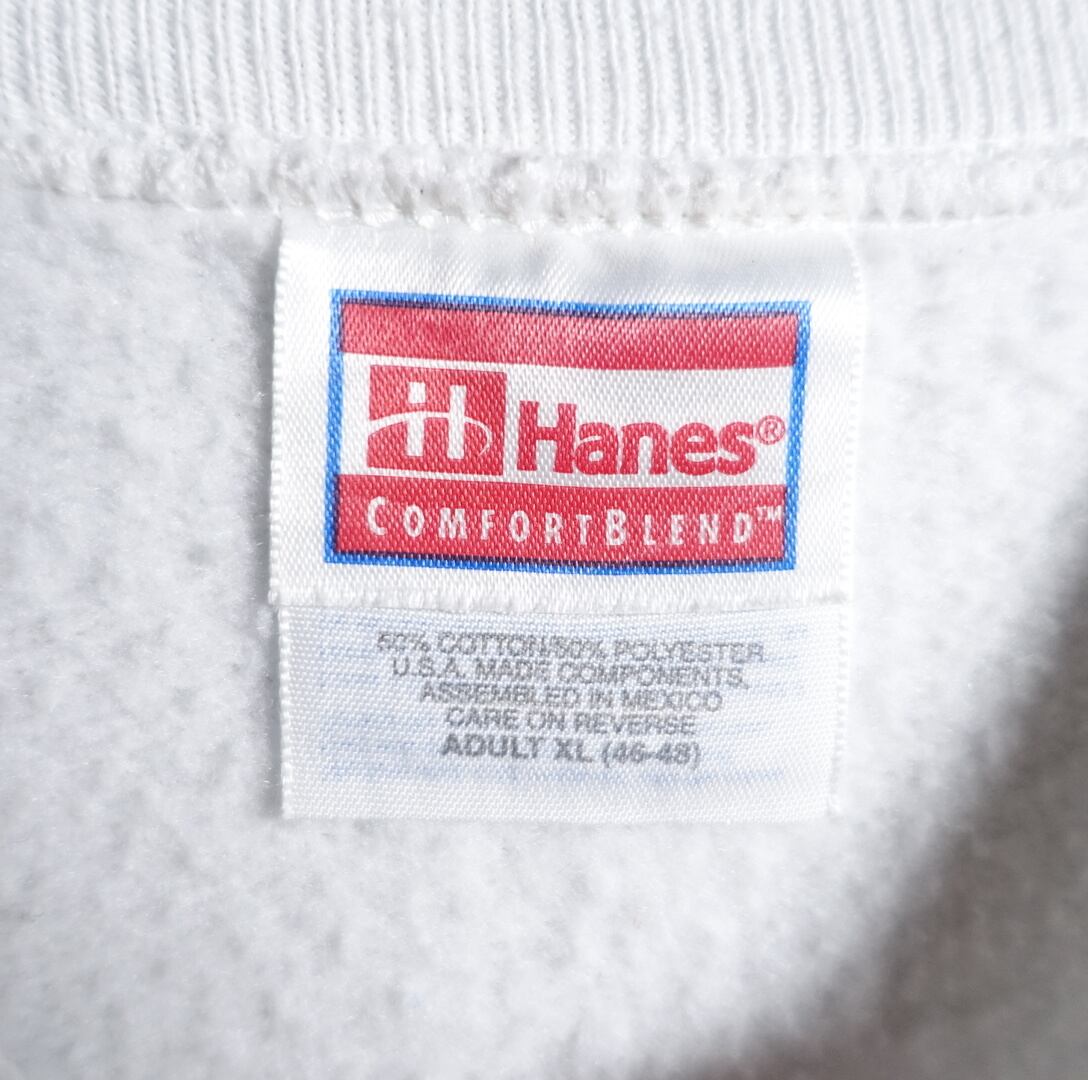 H Hanes®
COMFORTBLEND™
50% COTTON/50% POLYESTER
U.S.A. MADE COMPONENTS,
ASSEMBLED IN MEXICO
CARE ON REVERSE
ADULT XL (46-48)